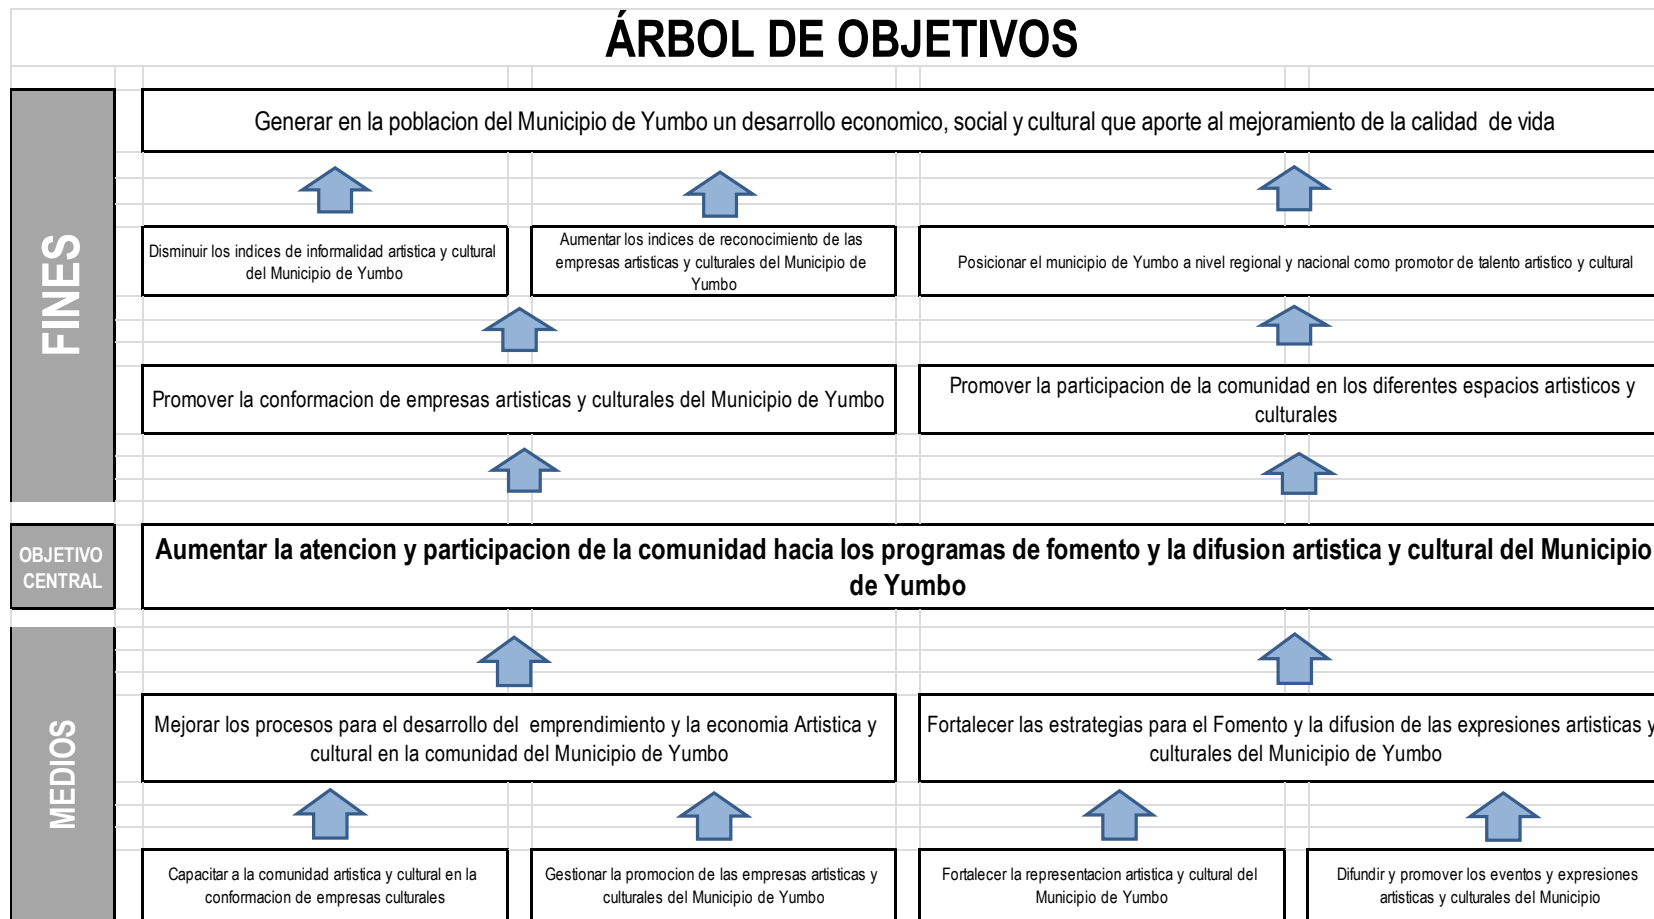 ÁRBOL DE OBJETIVOS
FINES
Generar en la poblacion del Municipio de Yumbo un desarrollo economico, social y cultural que aporte al mejoramiento de la calidad de vida
Disminuir los indices de informalidad artistica y cultural
del Municipio de Yumbo
Aumentar los indices de reconocimiento de las
empresas artisticas y culturales del Municipio de
Yumbo
Posicionar el municipio de Yumbo a nivel regional y nacional como promotor de talento artistico y cultural
Promover la conformacion de empresas artisticas y culturales del Municipio de Yumbo
Promover la participacion de la comunidad en los diferentes espacios artisticos y
culturales
OBJETIVO
CENTRAL
Aumentar la atencion y participacion de la comunidad hacia los programas de fomento y la difusion artistica y cultural del Municipio
de Yumbo
MEDIOS
Mejorar los procesos para el desarrollo del emprendimiento y la economia Artistica y
cultural en la comunidad del Municipio de Yumbo
Fortalecer las estrategias para el Fomento y la difusion de las expresiones artisticas y
culturales del Municipio de Yumbo
Capacitar a la comunidad artistica y cultural en la
conformacion de empresas culturales
Gestionar la promocion de las empresas artisticas y
culturales del Municipio de Yumbo
Fortalecer la representacion artistica y cultural del
Municipio de Yumbo
Difundir y promover los eventos y expresiones
artisticas y culturales del Municipio